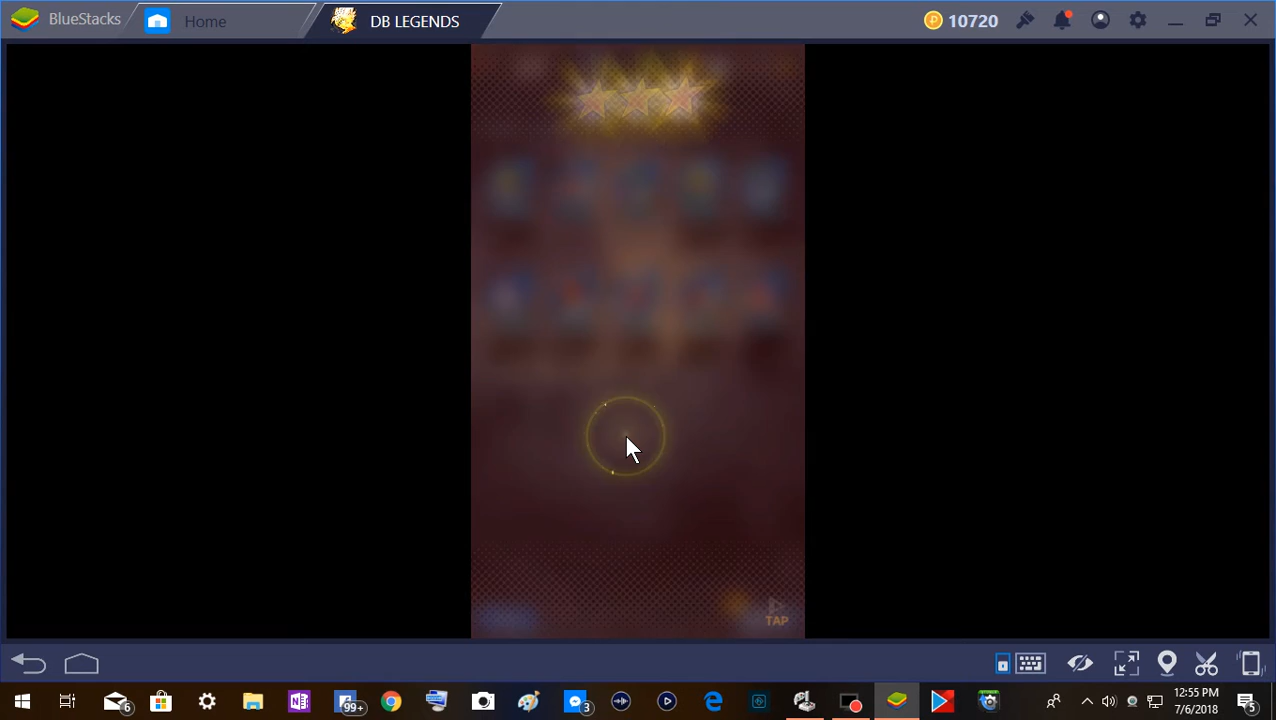 BlueStacks
Home
DB LEGENDS
P 10720
TAP
6
99+
3
12:55 PM
7/6/2018
5